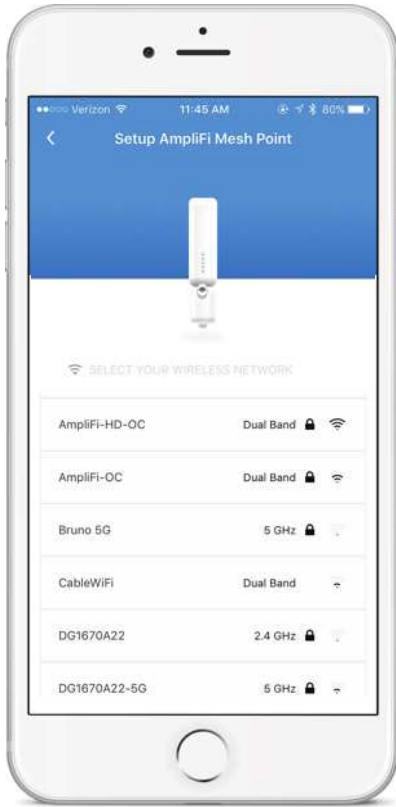 Verizon 11:45 AM 80%
Setup AmpliFi Mesh Point
SELECT YOUR WIRELESS NETWORK
AmpliFi-HD-OC Dual Band
AmpliFi-OC Dual Band
Bruno 5G 5 GHz
CableWiFi Dual Band
DG1670A22 2.4 GHz
DG1670A22-5G 5 GHz